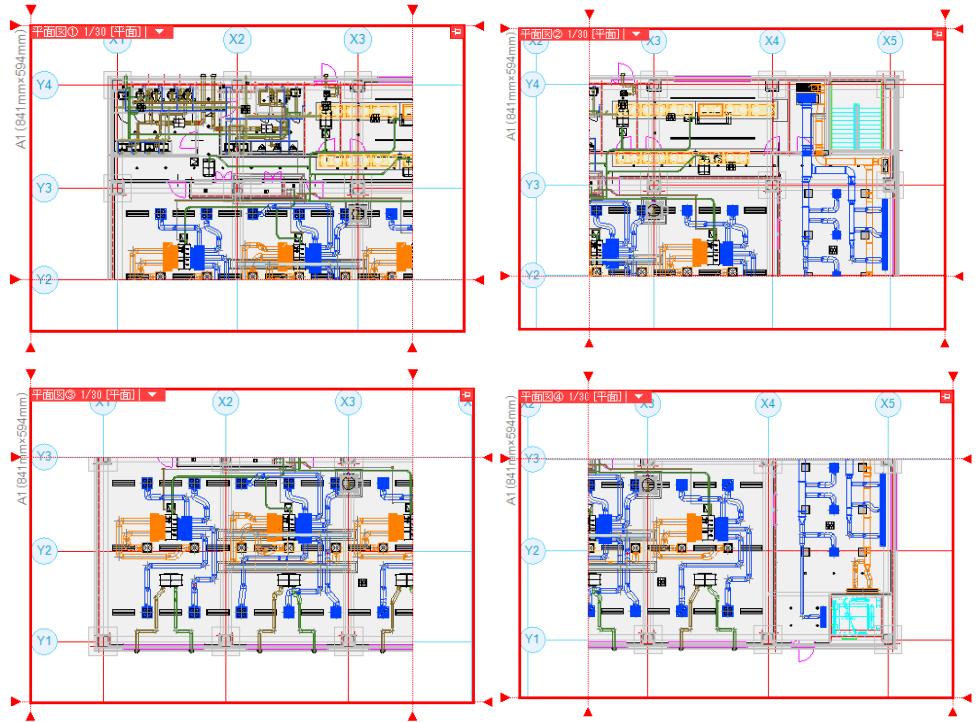 平面図① 1/30 [平面]
X1
X2
X3
Y4
Y3
Y2
A1 (841mm×594mm)
平面図② 1/30 [平面]
X2
X3
X4
X5
Y4
Y3
Y2
A1 (841mm×594mm)
平面図③ 1/30 [平面]
X1
X2
X3
Y3
Y2
Y1
A1 (841mm×594mm)
平面図④ 1/30 [平面]
X2
X3
X4
X5
Y3
Y2
Y1
A1 (841mm×594mm)